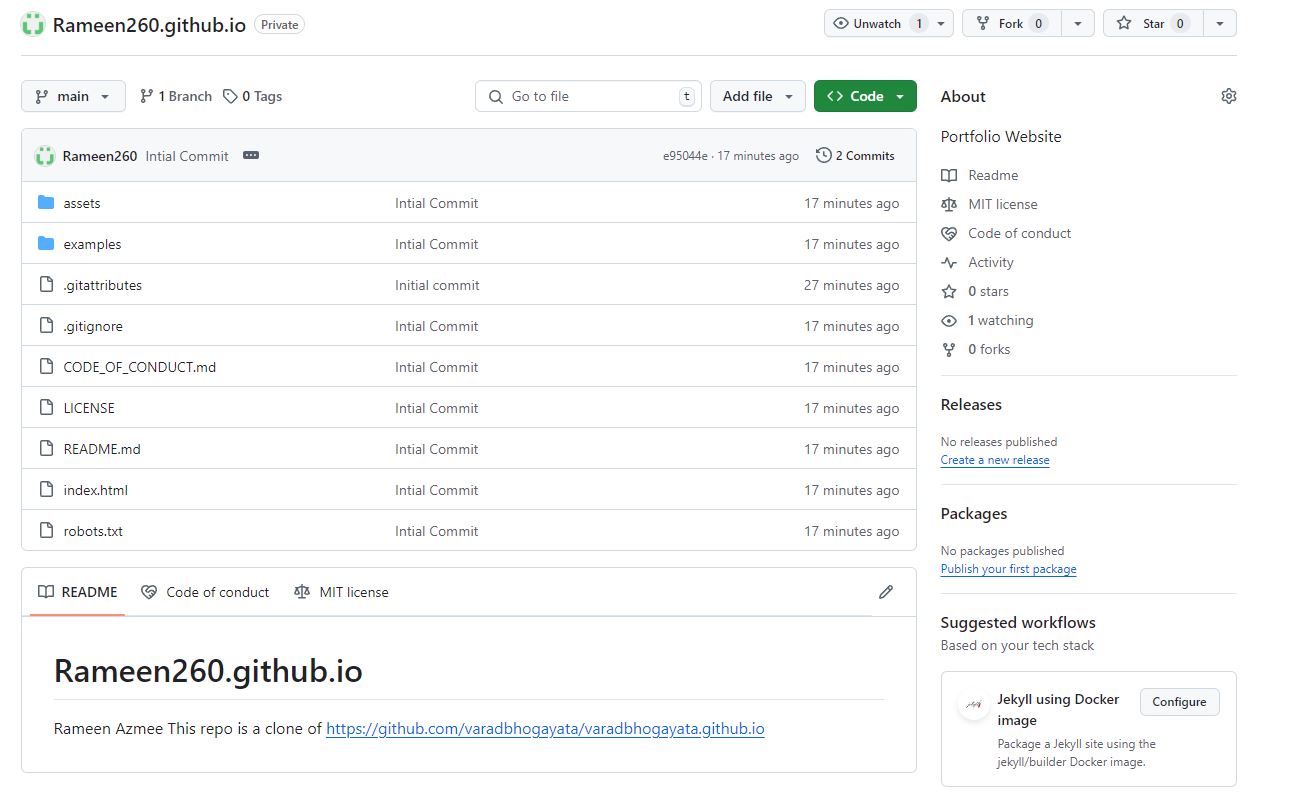 Rameen260.github.io Private
Unwatch 1 Fork 0 Star 0
main 1 Branch 0 Tags Go to file t Add file Code
Rameen260 Intial Commit e95044e · 17 minutes ago 2 Commits
assets Intial Commit 17 minutes ago
examples Intial Commit 17 minutes ago
.gitattributes Initial commit 27 minutes ago
.gitignore Intial Commit 17 minutes ago
CODE_OF_CONDUCT.md Intial Commit 17 minutes ago
LICENSE Intial Commit 17 minutes ago
README.md Intial Commit 17 minutes ago
index.html Intial Commit 17 minutes ago
robots.txt Intial Commit 17 minutes ago
README Code of conduct MIT license
Rameen260.github.io
Rameen Azmee This repo is a clone of https://github.com/varadbhogayata/varadbhogayata.github.io
About
Portfolio Website
Readme
MIT license
Code of conduct
Activity
0 stars
1 watching
0 forks
Releases
No releases published
Create a new release
Packages
No packages published
Publish your first package
Suggested workflows
Based on your tech stack
Jekyll using Docker
image
Configure
Package a Jekyll site using the
jekyll/builder Docker image.